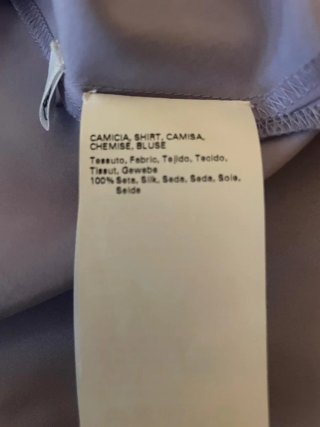 CAMICIA, SHIRT, CAMISA,
CHEMISE, BLUSE
Tessuto, Fabric, Tejido, Tecido,
Tissut, Gewebe
100% Seta, Silk, Seda, Seda, Soie,
Seide